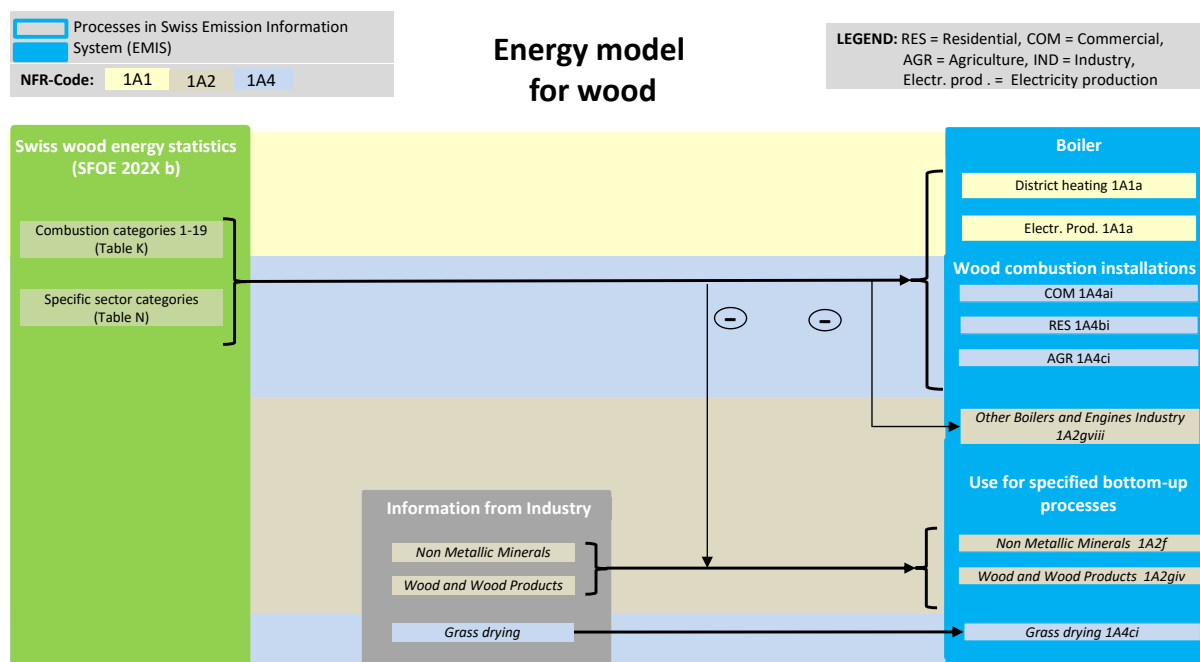 Processes in Swiss Emission Information
System (EMIS)
NFR-Code: 1A1 1A2 1A4
Energy model
for wood
LEGEND: RES = Residential, COM = Commercial,
AGR = Agriculture, IND = Industry,
Electr. prod . = Electricity production
Swiss wood energy statistics
(SFOE 202X b)
Combustion categories 1-19
(Table K)
Specific sector categories
(Table N)
Boiler
District heating 1A1a
Electr. Prod. 1A1a
Wood combustion installations
COM 1A4ai
RES 1A4bi
AGR 1A4ci
- -
Other Boilers and Engines Industry
1A2gviii
Information from Industry
Non Metallic Minerals
Wood and Wood Products
Grass drying
Use for specified bottom-up
processes
Non Metallic Minerals 1A2f
Wood and Wood Products 1A2giv
Grass drying 1A4ci